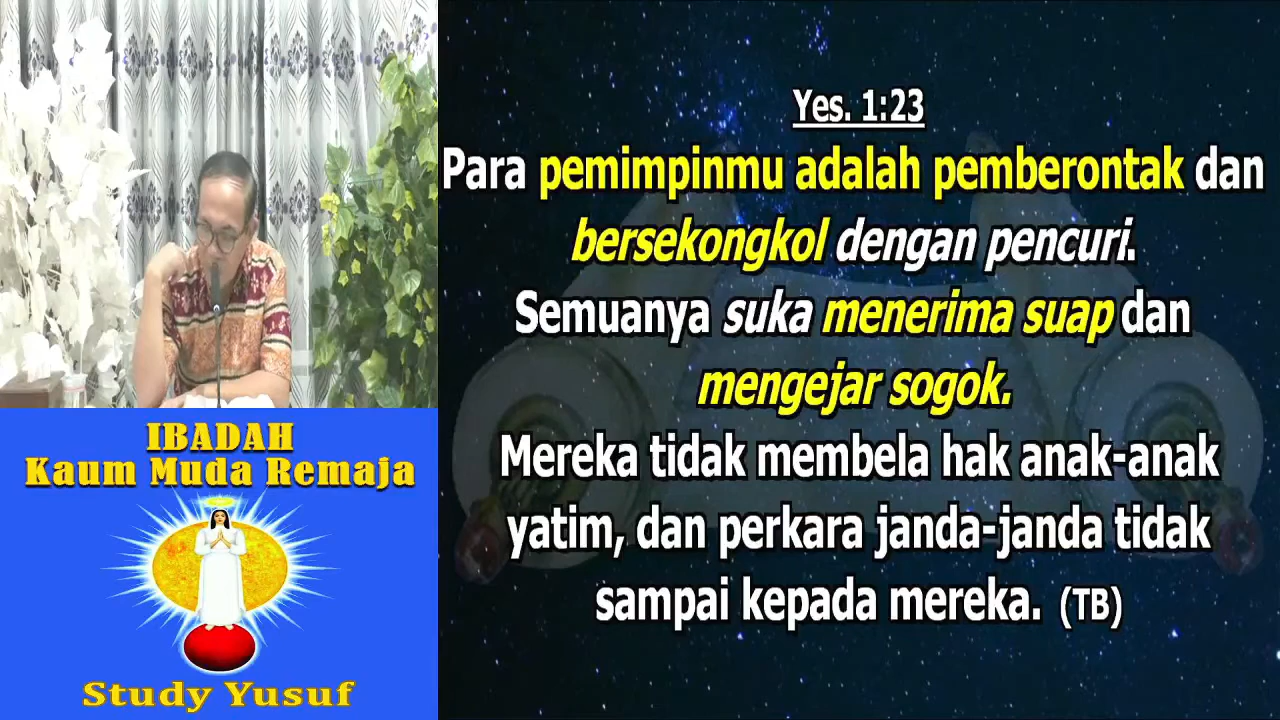 Yes. 1:23
Para pemimpinmu adalah pemberontak dan
bersekongkol dengan pencuri.
Semuanya suka menerima suap dan
mengejar sogok.
Mereka tidak membela hak anak-anak
yatim, dan perkara janda-janda tidak
sampai kepada mereka. (TB)
IBADAH
Kaum Muda Remaja
Study Yusuf